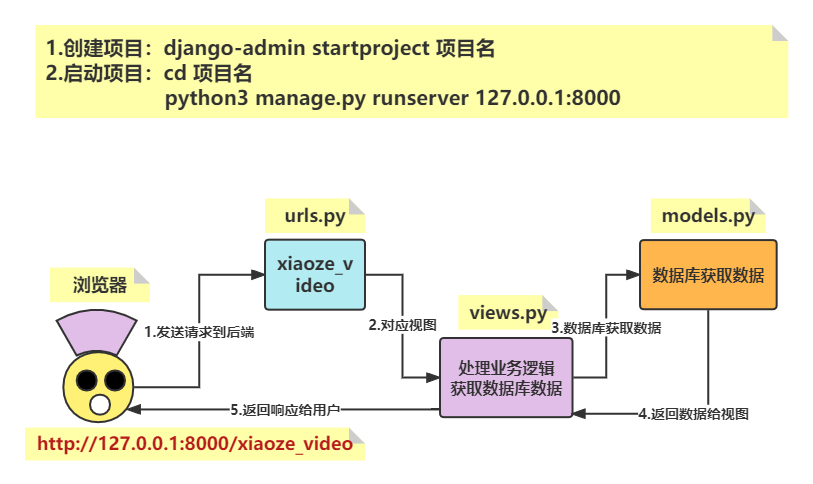 1.创建项目：django-admin startproject 项目名
2.启动项目：cd 项目名
python3 manage.py runserver 127.0.0.1:8000
urls.py
models.py
xiaoze_v
ideo
数据库获取数据
浏览器
views.py
1.发送请求到后端
2.对应视图
3.数据库获取数据
处理业务逻辑
获取数据库数据
5.返回响应给用户
4.返回数据给视图
http://127.0.0.1:8000/xiaoze_video